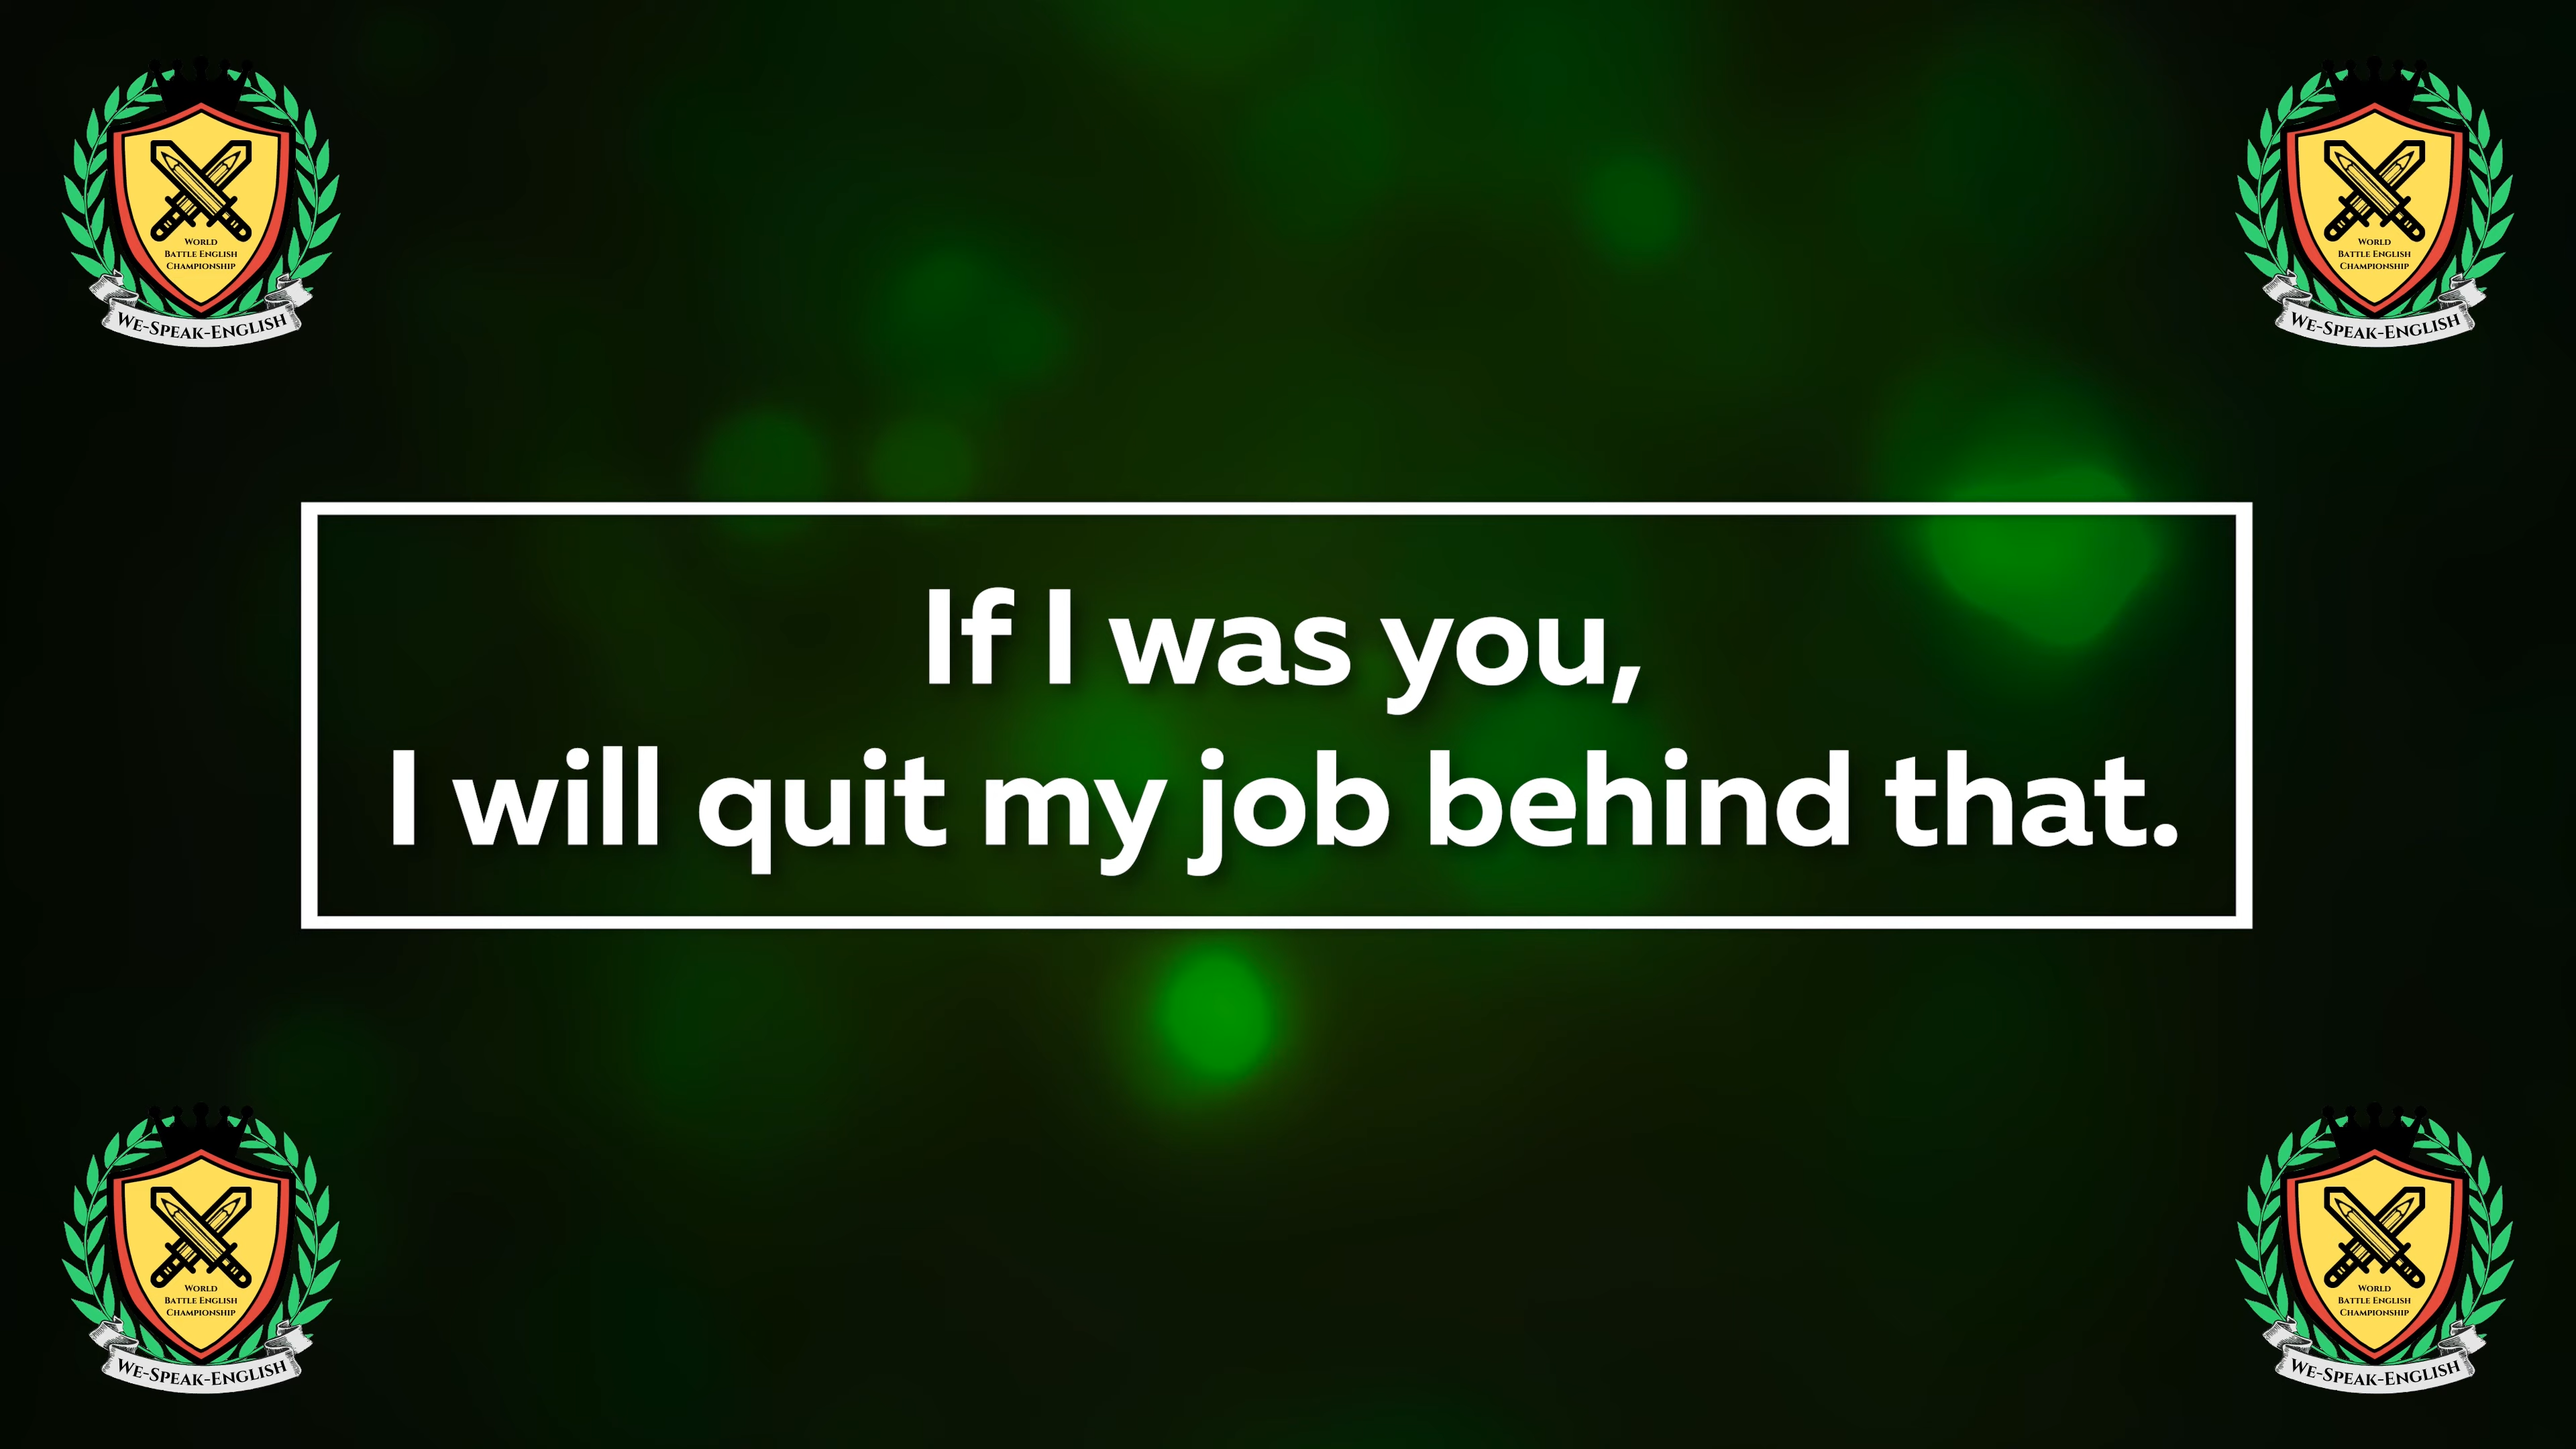 World
Battle English
Championship
We-Speak-English
World
Battle English
Championship
We-Speak-English
If I was you,
I will quit my job behind that.
World
Battle English
Championship
We-Speak-English
World
Battle English
Championship
We-Speak-English